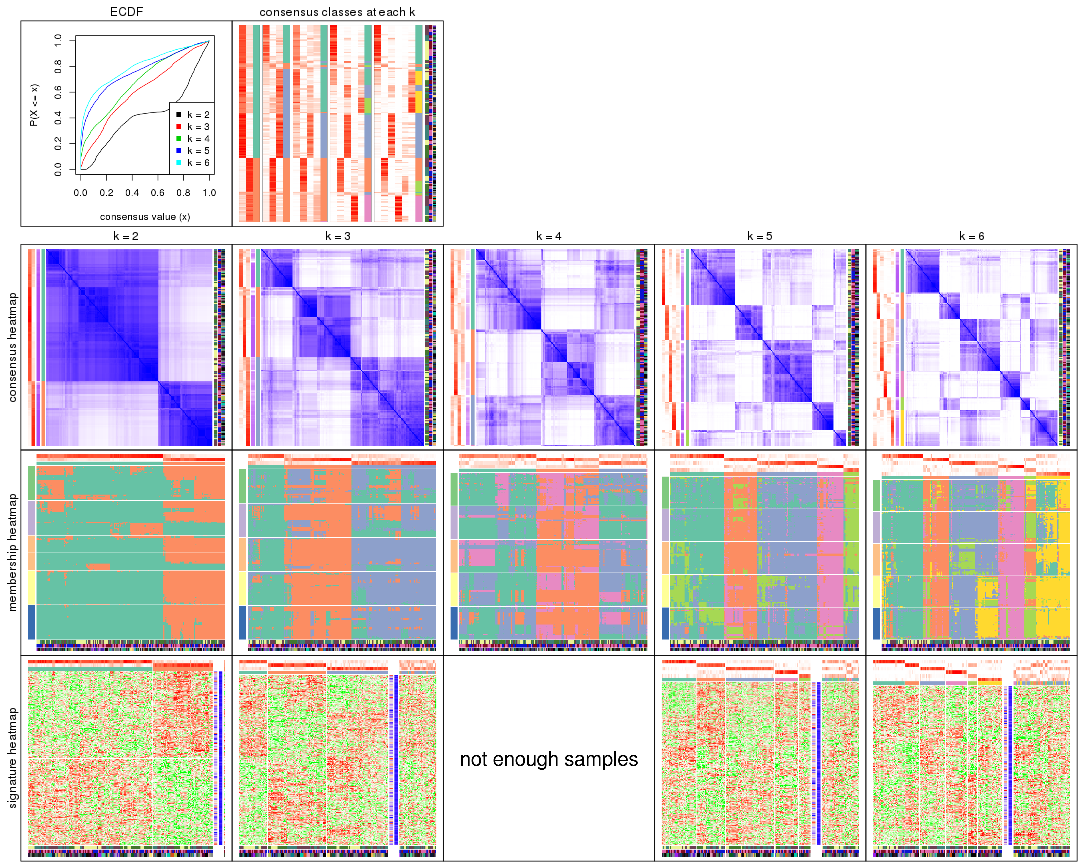 ECDF
consensus classes at each k
P(X <= x)
0.0
0.2
0.4
0.6
0.8
1.0
0.0 0.2 0.4 0.6 0.8 1.0
consensus value (x)
k = 2
k = 3
k = 4
k = 5
k = 6
k = 2
k = 3
k = 4
k = 5
k = 6
consensus heatmap
membership heatmap
signature heatmap
not enough samples